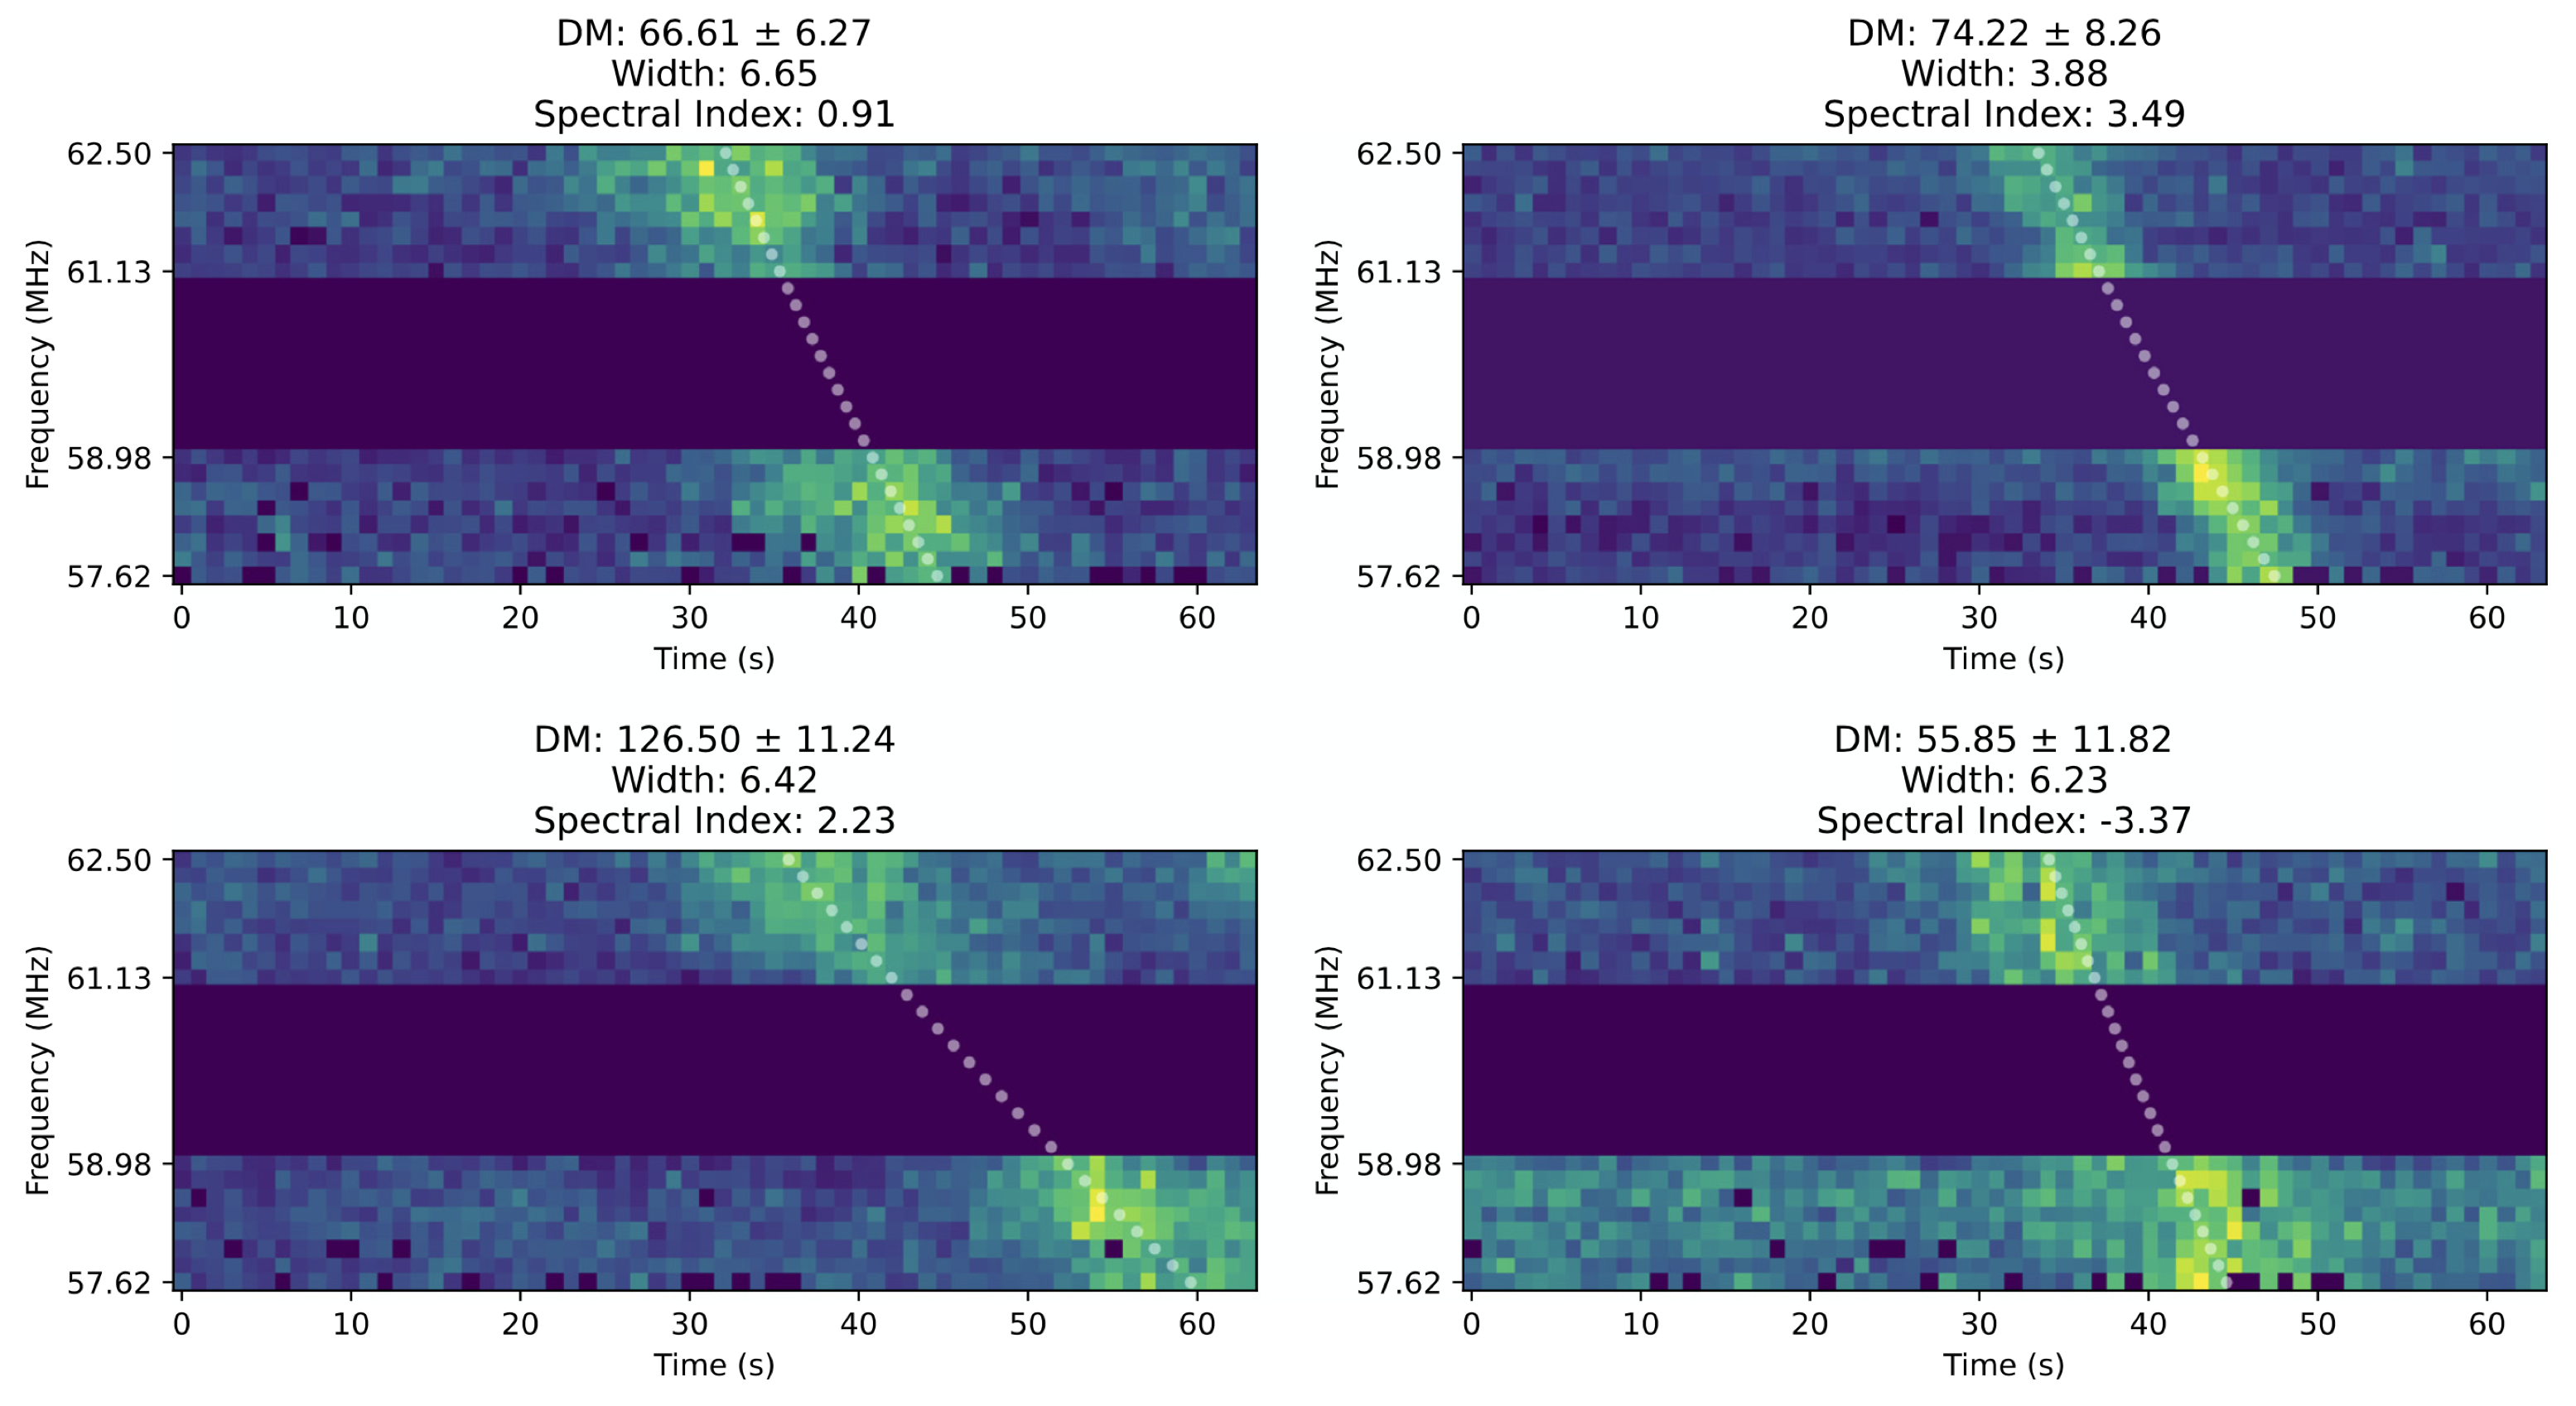 DM: 66.61 ± 6.27
Width: 6.65
Spectral Index: 0.91
62.50
61.13
58.98
57.62
Frequency (MHz)
0 10 20 30 40 50 60
Time (s)
DM: 74.22 ± 8.26
Width: 3.88
Spectral Index: 3.49
62.50
61.13
58.98
57.62
Frequency (MHz)
0 10 20 30 40 50 60
Time (s)
DM: 126.50 ± 11.24
Width: 6.42
Spectral Index: 2.23
62.50
61.13
58.98
57.62
Frequency (MHz)
0 10 20 30 40 50 60
Time (s)
DM: 55.85 ± 11.82
Width: 6.23
Spectral Index: -3.37
62.50
61.13
58.98
57.62
Frequency (MHz)
0 10 20 30 40 50 60
Time (s)